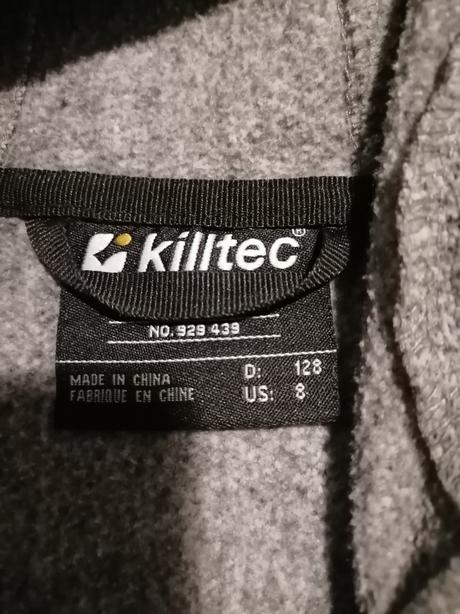 killtec®
NO. 929 439
MADE IN CHINA
FABRIQUE EN CHINE
D: 128
US: 8